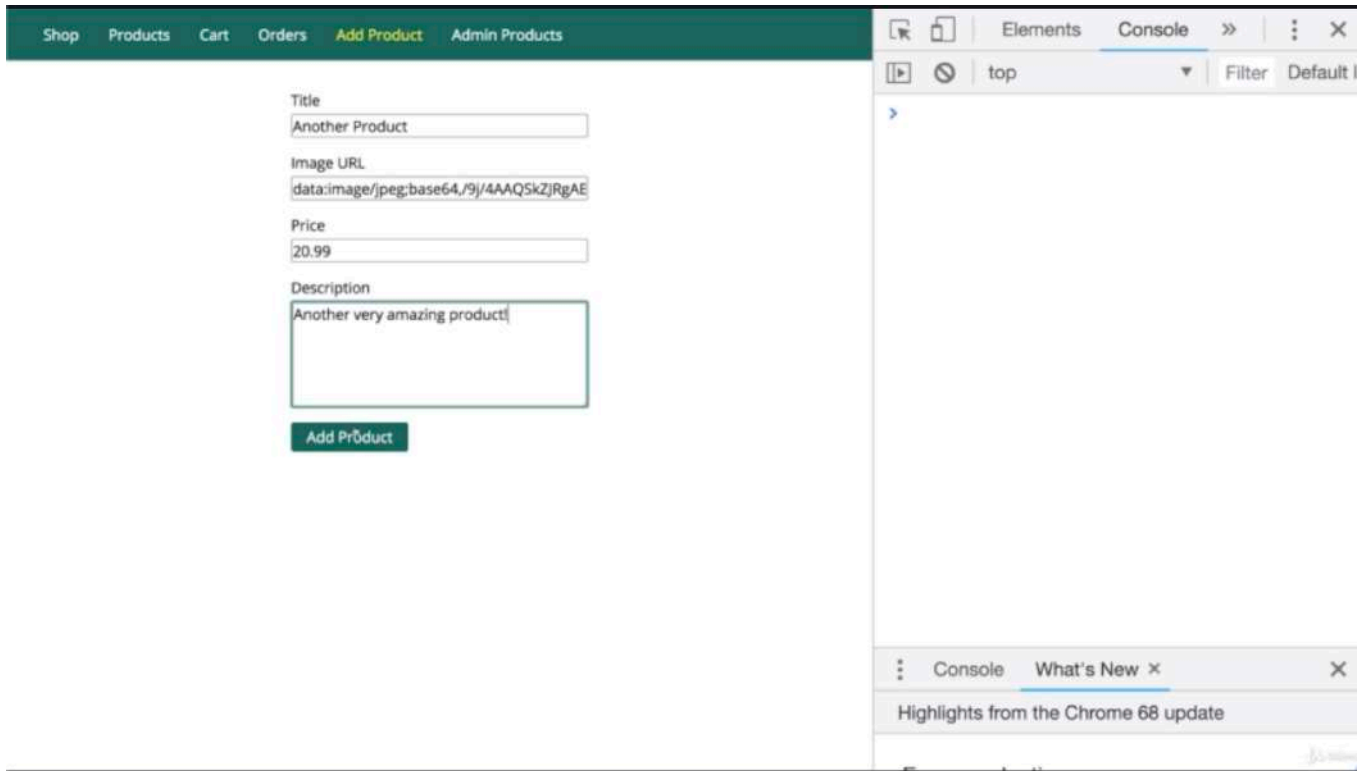 Shop Products Cart Orders Add Product Admin Products
Title
Another Product
Image URL
data:image/jpeg;base64,/9j/4AAQSkZJRgAE
Price
20.99
Description
Another very amazing product!
Add Product
Elements Console »
top Filter Default
>
Console What's New ×
Highlights from the Chrome 68 update